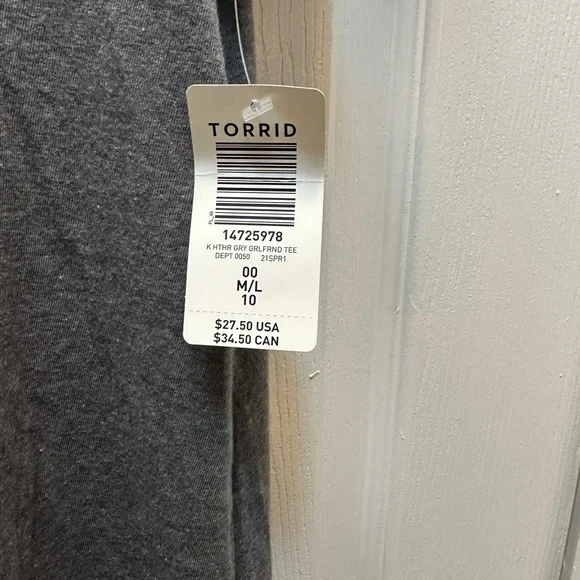 TORRID
14725978
K HTHR GRY GRLFRND TEE
DEPT 0050 21SPR1
00
M/L
10
$27.50 USA
$34.50 CAN